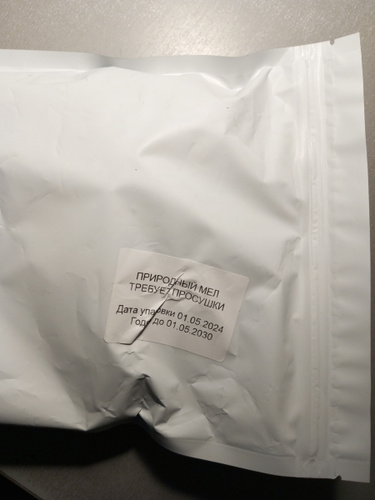 ПРИРОДНЫЙ МЕЛ
ТРЕБУЕТ ПРОСУШКИ
Дата упаковки 01.05.2024
Годен до 01.05.2030